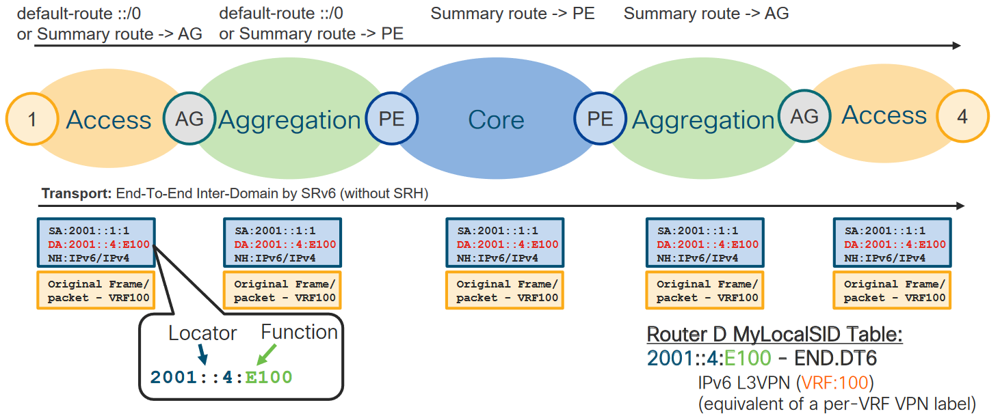 default-route ::/0
or Summary route -> AG
default-route ::/0
or Summary route -> PE
Summary route -> PE
Summary route -> AG
1
Access
AG
Aggregation
PE
Core
PE
Aggregation
AG
Access
4
Transport: End-To-End Inter-Domain by SRv6 (without SRH)
SA:2001::1:1
DA:2001::4:E100
NH:IPv6/IPv4
Original Frame/
packet - VRF100
SA:2001::1:1
DA:2001::4:E100
NH:IPv6/IPv4
Original Frame/
packet - VRF100
SA:2001::1:1
DA:2001::4:E100
NH:IPv6/IPv4
Original Frame/
packet - VRF100
SA:2001::1:1
DA:2001::4:E100
NH:IPv6/IPv4
Original Frame/
packet - VRF100
SA:2001::1:1
DA:2001::4:E100
NH:IPv6/IPv4
Original Frame/
packet - VRF100
Locator
Function
2001::4:E100
Router D MyLocalSID Table:
2001::4:E100 - END.DT6
IPv6 L3VPN (VRF:100)
(equivalent of a per-VRF VPN label)